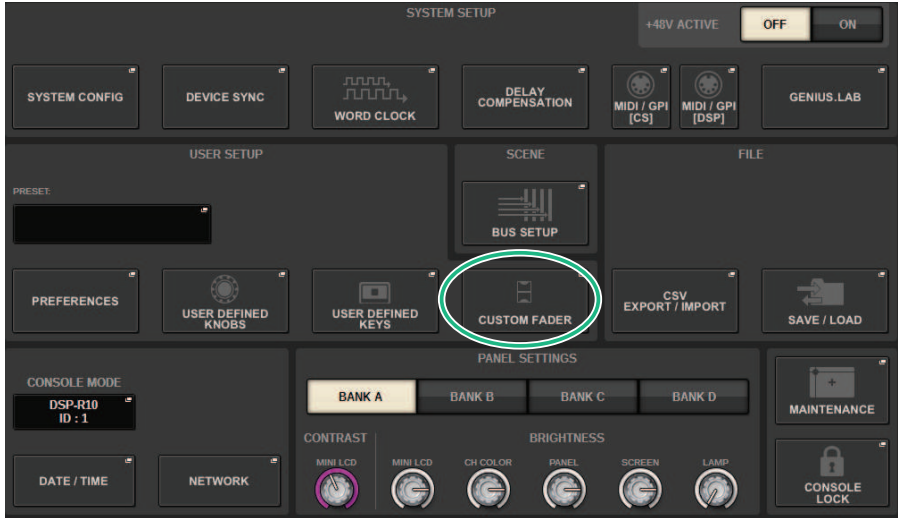 SYSTEM SETUP
+48V ACTIVE
OFF
ON
SYSTEM CONFIG
DEVICE SYNC
WORD CLOCK
DELAY
COMPENSATION
MIDI / GPI
[CS]
MIDI / GPI
[DSP]
GENIUS.LAB
USER SETUP
SCENE
FILE
PRESET:
BUS SETUP
PREFERENCES
USER DEFINED
KNOBS
USER DEFINED
KEYS
CUSTOM FADER
CSV
EXPORT / IMPORT
SAVE / LOAD
CONSOLE MODE
DSP-R10
ID : 1
DATE / TIME
NETWORK
PANEL SETTINGS
BANK A
BANK B
BANK C
BANK D
CONTRAST
BRIGHTNESS
MINI LCD
MINI LCD
CH COLOR
PANEL
SCREEN
LAMP
MAINTENANCE
CONSOLE
LOCK